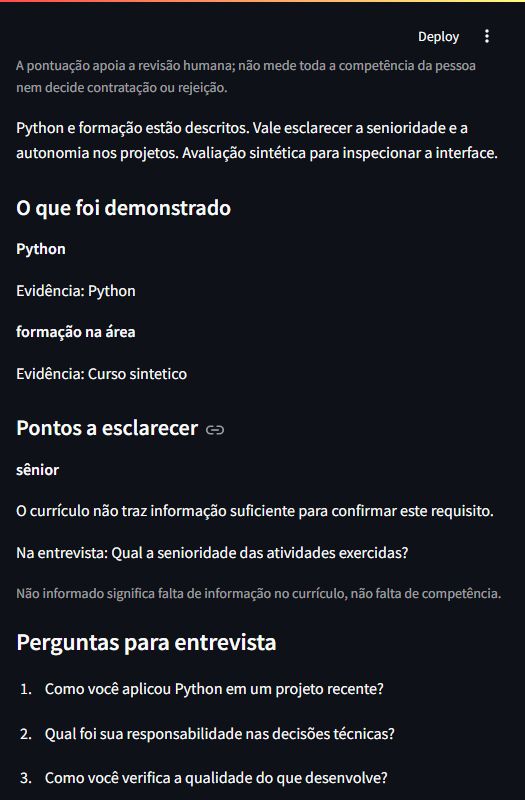 Deploy
A pontuação apoia a revisão humana; não mede toda a competência da pessoa
nem decide contratação ou rejeição.
Python e formação estão descritos. Vale esclarecer a senioridade e a
autonomia nos projetos. Avaliação sintética para inspecionar a interface.
O que foi demonstrado
Python
Evidência: Python
formação na área
Evidência: Curso sintetico
Pontos a esclarecer
sênior
O currículo não traz informação suficiente para confirmar este requisito.
Na entrevista: Qual a senioridade das atividades exercidas?
Não informado significa falta de informação no currículo, não falta de competência.
Perguntas para entrevista
1. Como você aplicou Python em um projeto recente?
2. Qual foi sua responsabilidade nas decisões técnicas?
3. Como você verifica a qualidade do que desenvolve?